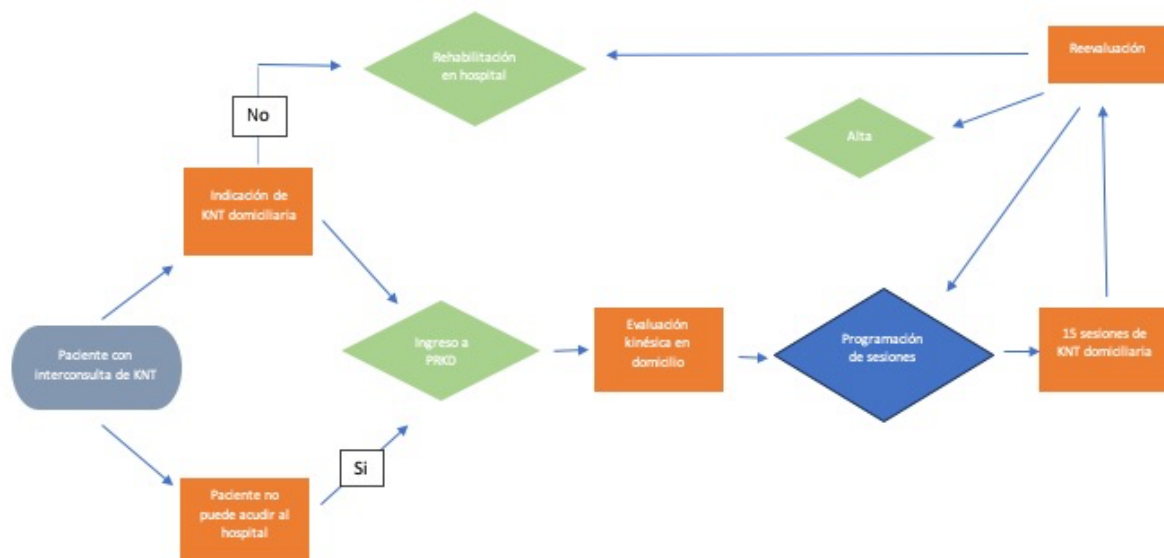 Rehabilitación
en hospital
Reevaluación
No
Alta
Indicación de
KNT domiciliaria
Paciente con
interconsulta de KNT
Ingreso a
PRKD
Evaluación
kinésica en
domicilio
Programación
de sesiones
15 sesiones de
KNT domiciliaria
Si
Paciente no
puede acudir al
hospital